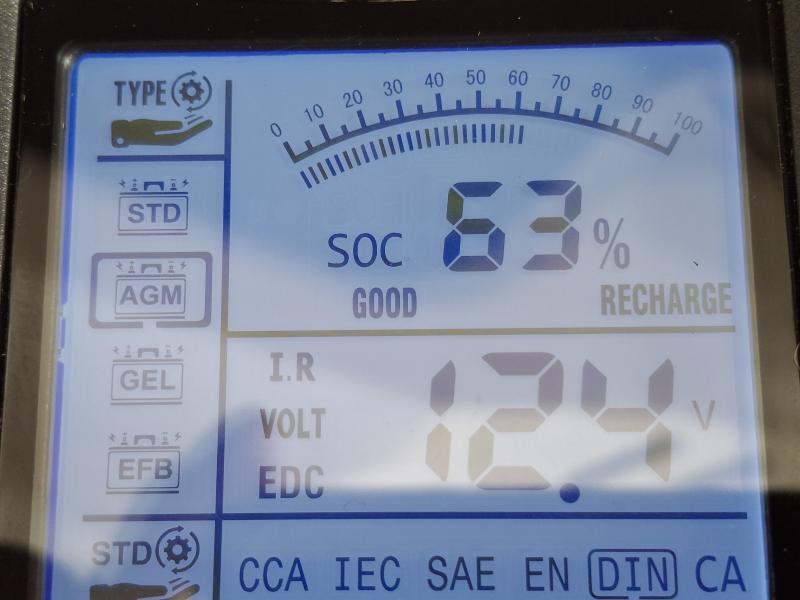 TYPE
0 10 20 30 40 50 60 70 80 90 100
STD
SOC 63 %
AGM
GOOD RECHARGE
GEL
I.R
VOLT 12.4 V
EFB
EDC
STD
CCA IEC SAE EN DIN CA